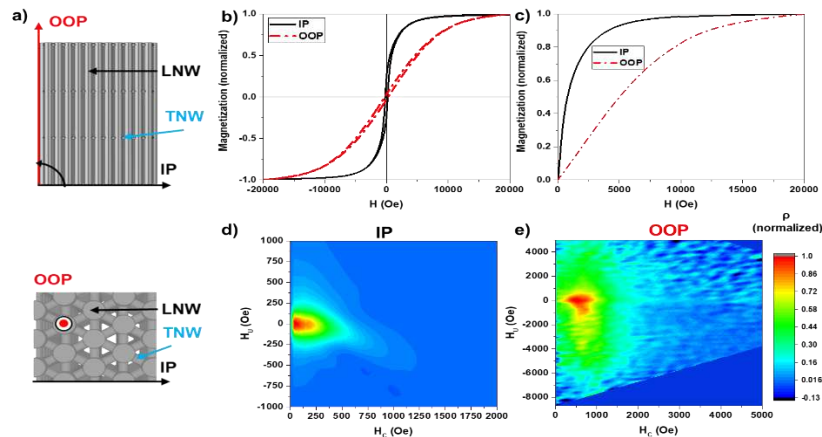 a)
OOP
LNW
TNW
IP
OOP
LNW
TNW
IP
b)
IP
OOP
Magnetization (normalized)
1.0
0.5
0.0
-0.5
-1.0
-20000 -10000 0 10000 20000
H (Oe)
c)
IP
OOP
Magnetization (normalized)
1.0
0.8
0.6
0.4
0.2
0.0
0 5000 10000 15000 20000
H (Oe)
d) IP
H_U (Oe)
1000
750
500
250
0
-250
-500
-750
-1000
0 250 500 750 1000 1250 1500 1750 2000
H_C (Oe)
e) OOP
H_U (Oe)
4000
2000
0
-2000
-4000
-6000
-8000
0 1000 2000 3000 4000 5000
H_C (Oe)
ρ
(normalized)
1.0
0.88
0.74
0.59
0.45
0.30
0.16
0.016
-0.13